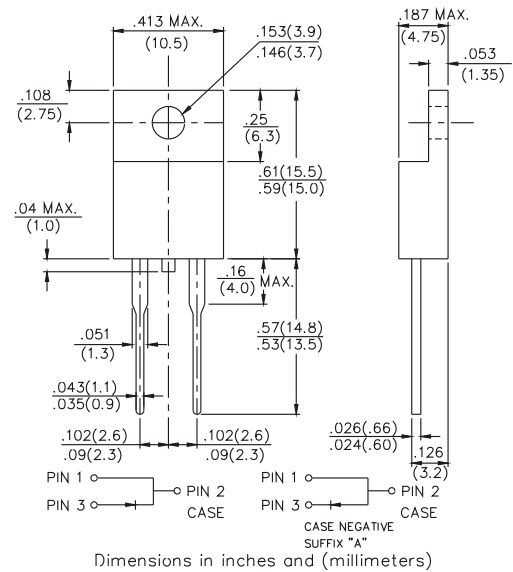 .413 MAX.
(10.5)
.187 MAX.
(4.75)
.153(3.9)
.146(3.7)
.053
(1.35)
.108
(2.75)
.25
(6.3)
.61(15.5)
.59(15.0)
.04 MAX.
(1.0)
.16 MAX.
(4.0)
.57(14.8)
.53(13.5)
.051
(1.3)
.043(1.1)
.035(0.9)
.102(2.6)
.09(2.3)
.102(2.6)
.09(2.3)
.026(.66)
.024(.60)
.126
(3.2)
PIN 1
PIN 2
PIN 3
CASE
PIN 1
PIN 2
PIN 3
CASE
CASE NEGATIVE
SUFFIX "A"
Dimensions in inches and (millimeters)